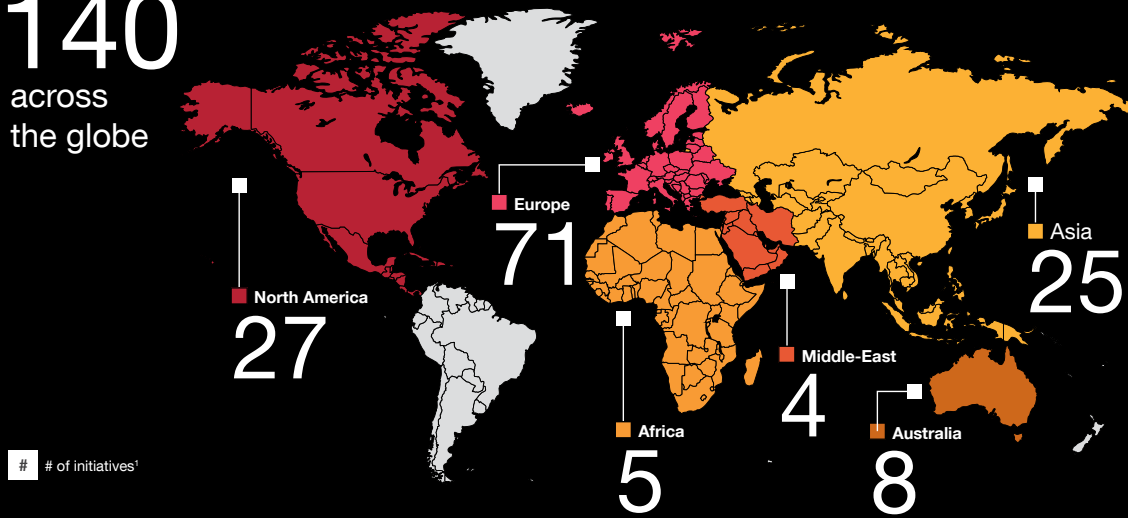 140
across
the globe
Europe
71
Asia
25
North America
27
Middle-East
4
Africa
5
Australia
8
# # of initiatives¹